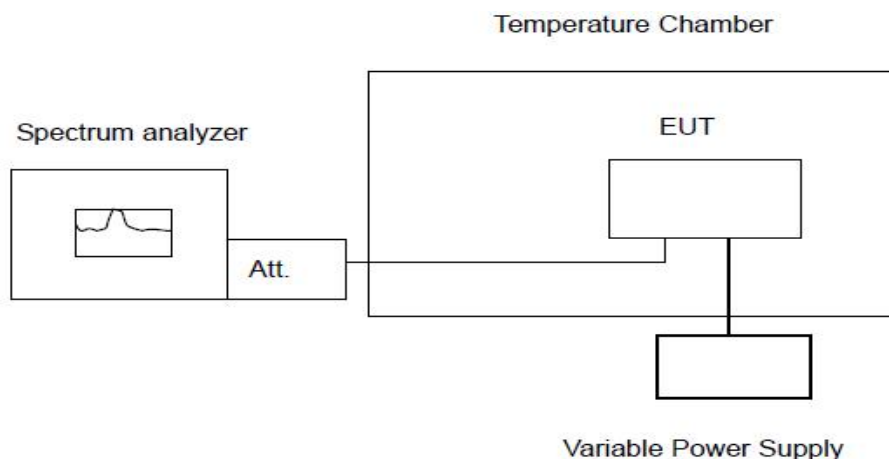 Temperature Chamber
Spectrum analyzer
EUT
Att.
Variable Power Supply